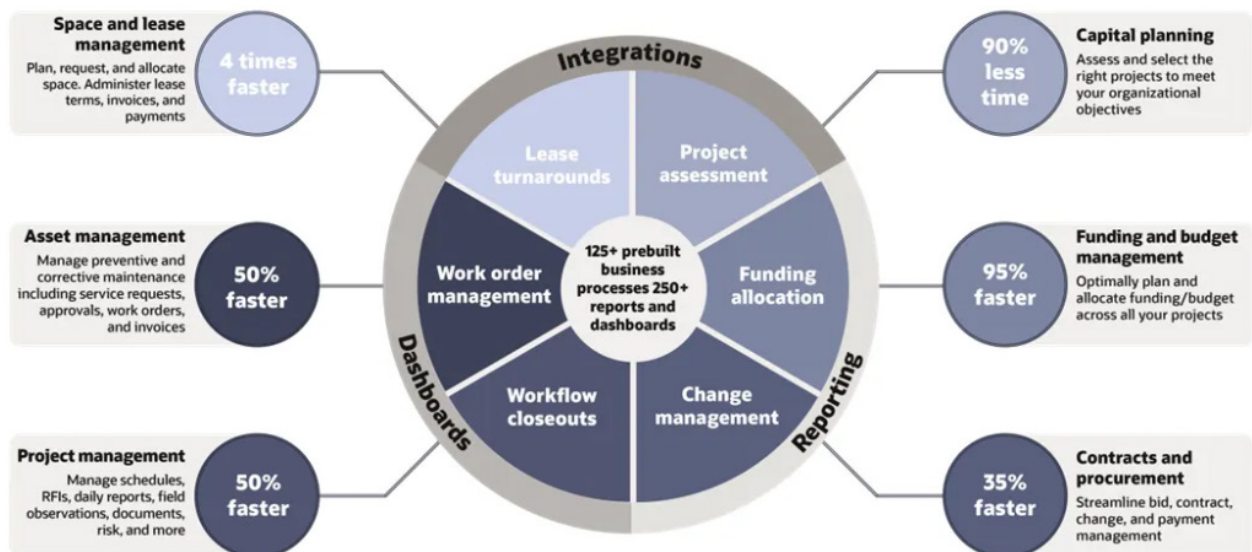 Space and lease
management
Plan, request, and allocate
space. Administer lease
terms, invoices, and
payments
4 times
faster
Asset management
Manage preventive and
corrective maintenance
including service requests,
approvals, work orders,
and invoices
50%
faster
Project management
Manage schedules,
RFIs, daily reports, field
observations, documents,
risk, and more
50%
faster
Integrations
Dashboards
Reporting
Lease
turnarounds
Project
assessment
Work order
management
125+ prebuilt
business
processes 250+
reports and
dashboards
Funding
allocation
Workflow
closeouts
Change
management
90%
less
time
Capital planning
Assess and select the
right projects to meet
your organizational
objectives
95%
faster
Funding and budget
management
Optimally plan and
allocate funding/budget
across all your projects
35%
faster
Contracts and
procurement
Streamline bid, contract,
change, and payment
management